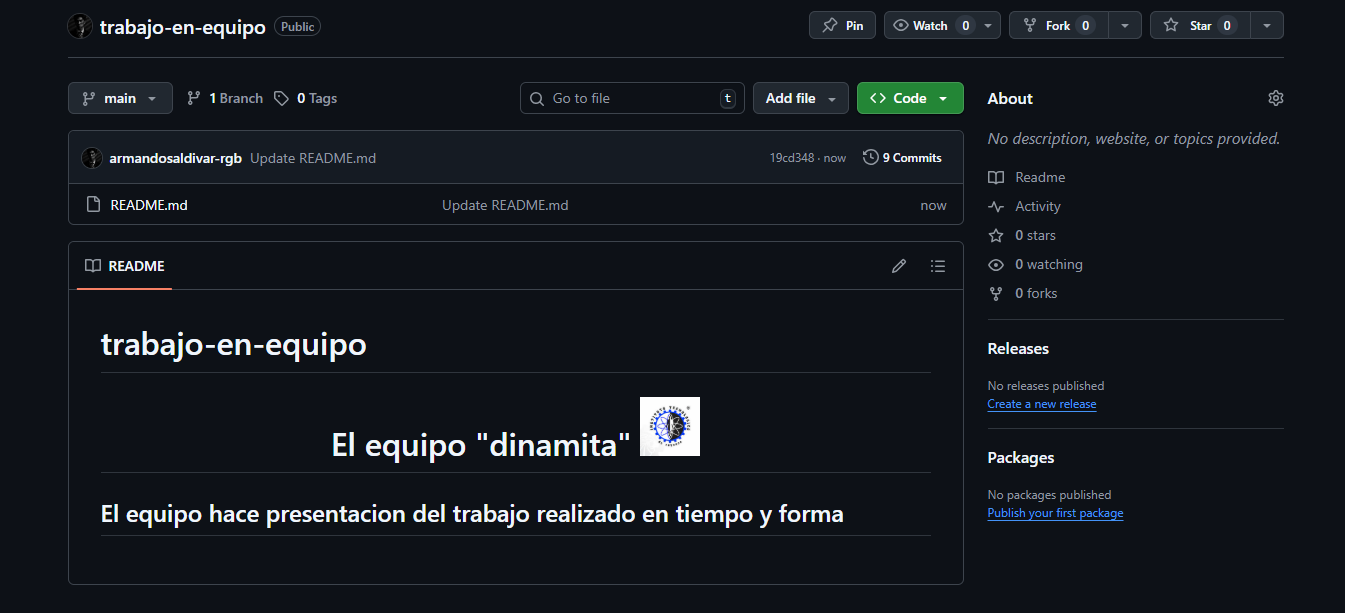 trabajo-en-equipo Public Pin Watch 0 Fork 0 Star 0
main 1 Branch 0 Tags Go to file t Add file Code
armandosaldivar-rgb Update README.md 19cd348 · now 9 Commits
README.md Update README.md now
README
trabajo-en-equipo
El equipo "dinamita"
El equipo hace presentacion del trabajo realizado en tiempo y forma
About
No description, website, or topics provided.
Readme
Activity
0 stars
0 watching
0 forks
Releases
No releases published
Create a new release
Packages
No packages published
Publish your first package